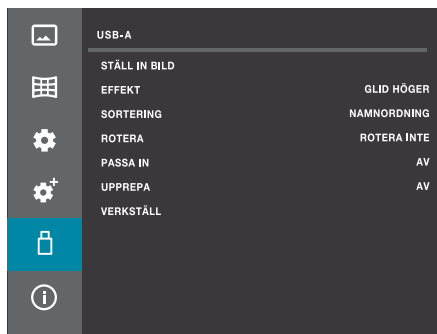 USB-A
STÄLL IN BILD
EFFEKT GLID HÖGER
SORTERING NAMNORDNING
ROTERA ROTERA INTE
PASSA IN AV
UPPREPA AV
VERKSTÄLL